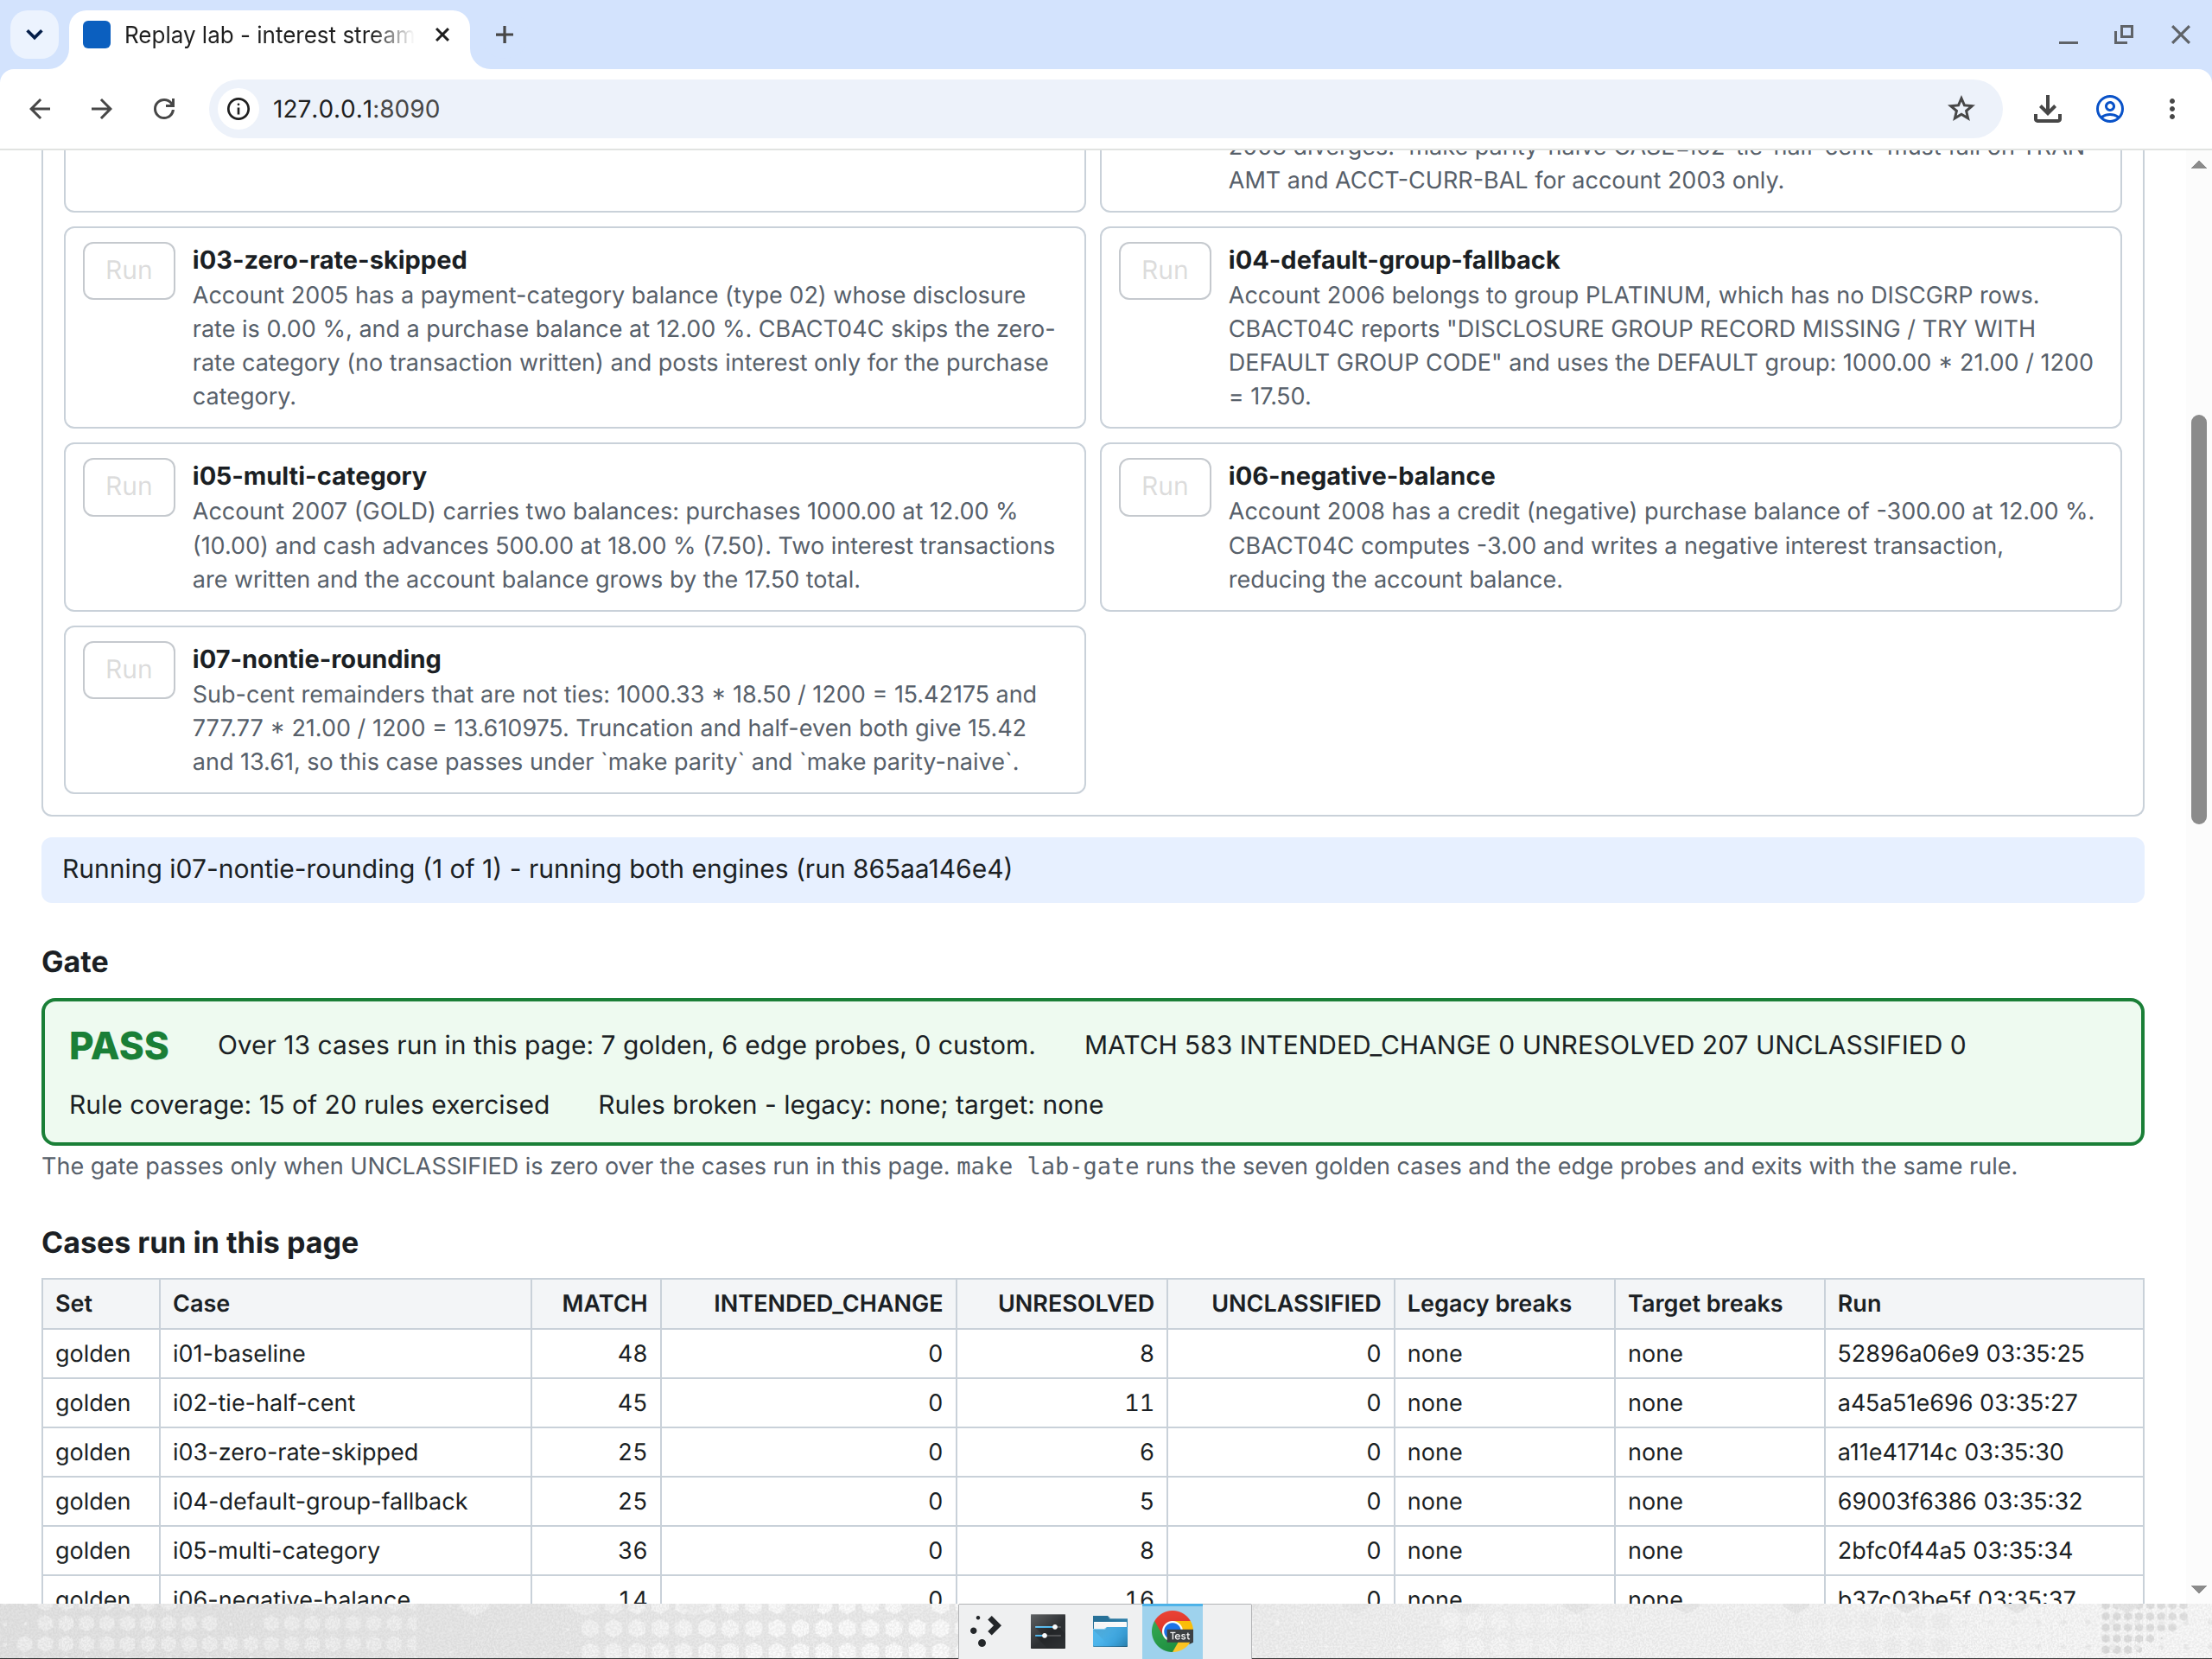 Replay lab - interest stream
127.0.0.1:8090
AMT and ACCT-CURR-BAL for account 2003 only.
Run
i03-zero-rate-skipped
Account 2005 has a payment-category balance (type 02) whose disclosure
rate is 0.00 %, and a purchase balance at 12.00 %. CBACT04C skips the zero-
rate category (no transaction written) and posts interest only for the purchase
category.
Run
i04-default-group-fallback
Account 2006 belongs to group PLATINUM, which has no DISCGRP rows.
CBACT04C reports "DISCLOSURE GROUP RECORD MISSING / TRY WITH
DEFAULT GROUP CODE" and uses the DEFAULT group: 1000.00 * 21.00 / 1200
= 17.50.
Run
i05-multi-category
Account 2007 (GOLD) carries two balances: purchases 1000.00 at 12.00 %
(10.00) and cash advances 500.00 at 18.00 % (7.50). Two interest transactions
are written and the account balance grows by the 17.50 total.
Run
i06-negative-balance
Account 2008 has a credit (negative) purchase balance of -300.00 at 12.00 %.
CBACT04C computes -3.00 and writes a negative interest transaction,
reducing the account balance.
Run
i07-nontie-rounding
Sub-cent remainders that are not ties: 1000.33 * 18.50 / 1200 = 15.42175 and
777.77 * 21.00 / 1200 = 13.610975. Truncation and half-even both give 15.42
and 13.61, so this case passes under `make parity` and `make parity-naive`.
Running i07-nontie-rounding (1 of 1) - running both engines (run 865aa146e4)
Gate
PASS Over 13 cases run in this page: 7 golden, 6 edge probes, 0 custom. MATCH 583 INTENDED_CHANGE 0 UNRESOLVED 207 UNCLASSIFIED 0
Rule coverage: 15 of 20 rules exercised Rules broken - legacy: none; target: none
The gate passes only when UNCLASSIFIED is zero over the cases run in this page. make lab-gate runs the seven golden cases and the edge probes and exits with the same rule.
Cases run in this page
Set Case MATCH INTENDED_CHANGE UNRESOLVED UNCLASSIFIED Legacy breaks Target breaks Run
golden i01-baseline 48 0 8 0 none none 52896a06e9 03:35:25
golden i02-tie-half-cent 45 0 11 0 none none a45a51e696 03:35:27
golden i03-zero-rate-skipped 25 0 6 0 none none a11e41714c 03:35:30
golden i04-default-group-fallback 25 0 5 0 none none 69003f6386 03:35:32
golden i05-multi-category 36 0 8 0 none none 2bfc0f44a5 03:35:34
golden i06-negative-balance 14 0 16 0 none none b37c03be5f 03:35:37
Test